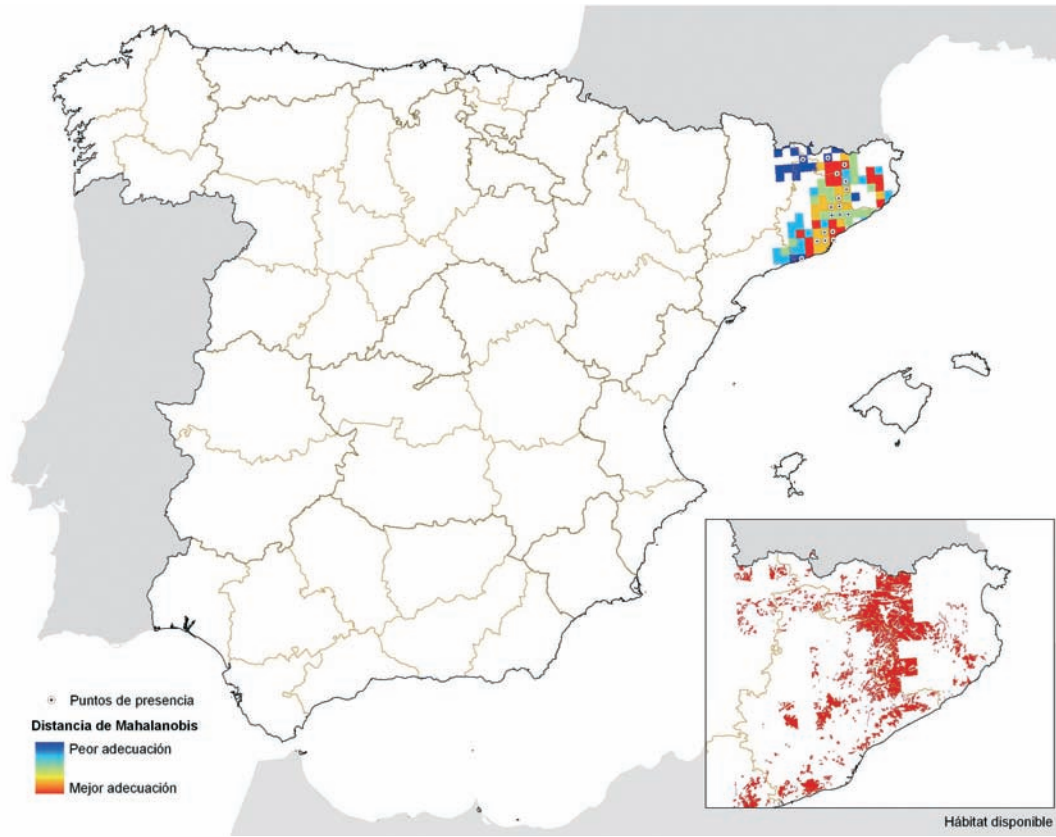 Puntos de presencia
Distancia de Mahalanobis
Peor adecuación
Mejor adecuación
Hábitat disponible